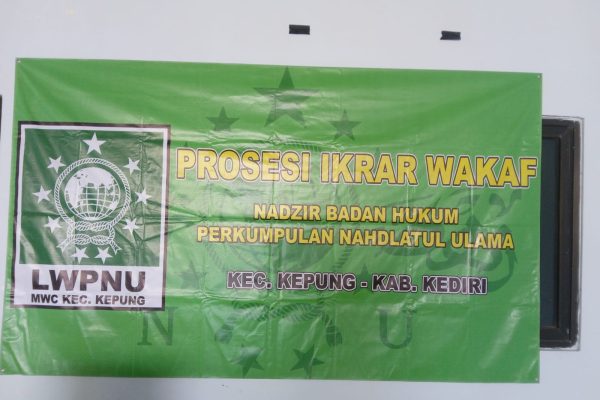 PROSESI IKRAR WAKAF
NADZIR BADAN HUKUM
PERKUMPULAN NAHDLATUL ULAMA
KEC. KEPUNG - KAB. KEDIRI
LWPNU
MWC KEC. KEPUNG
N U